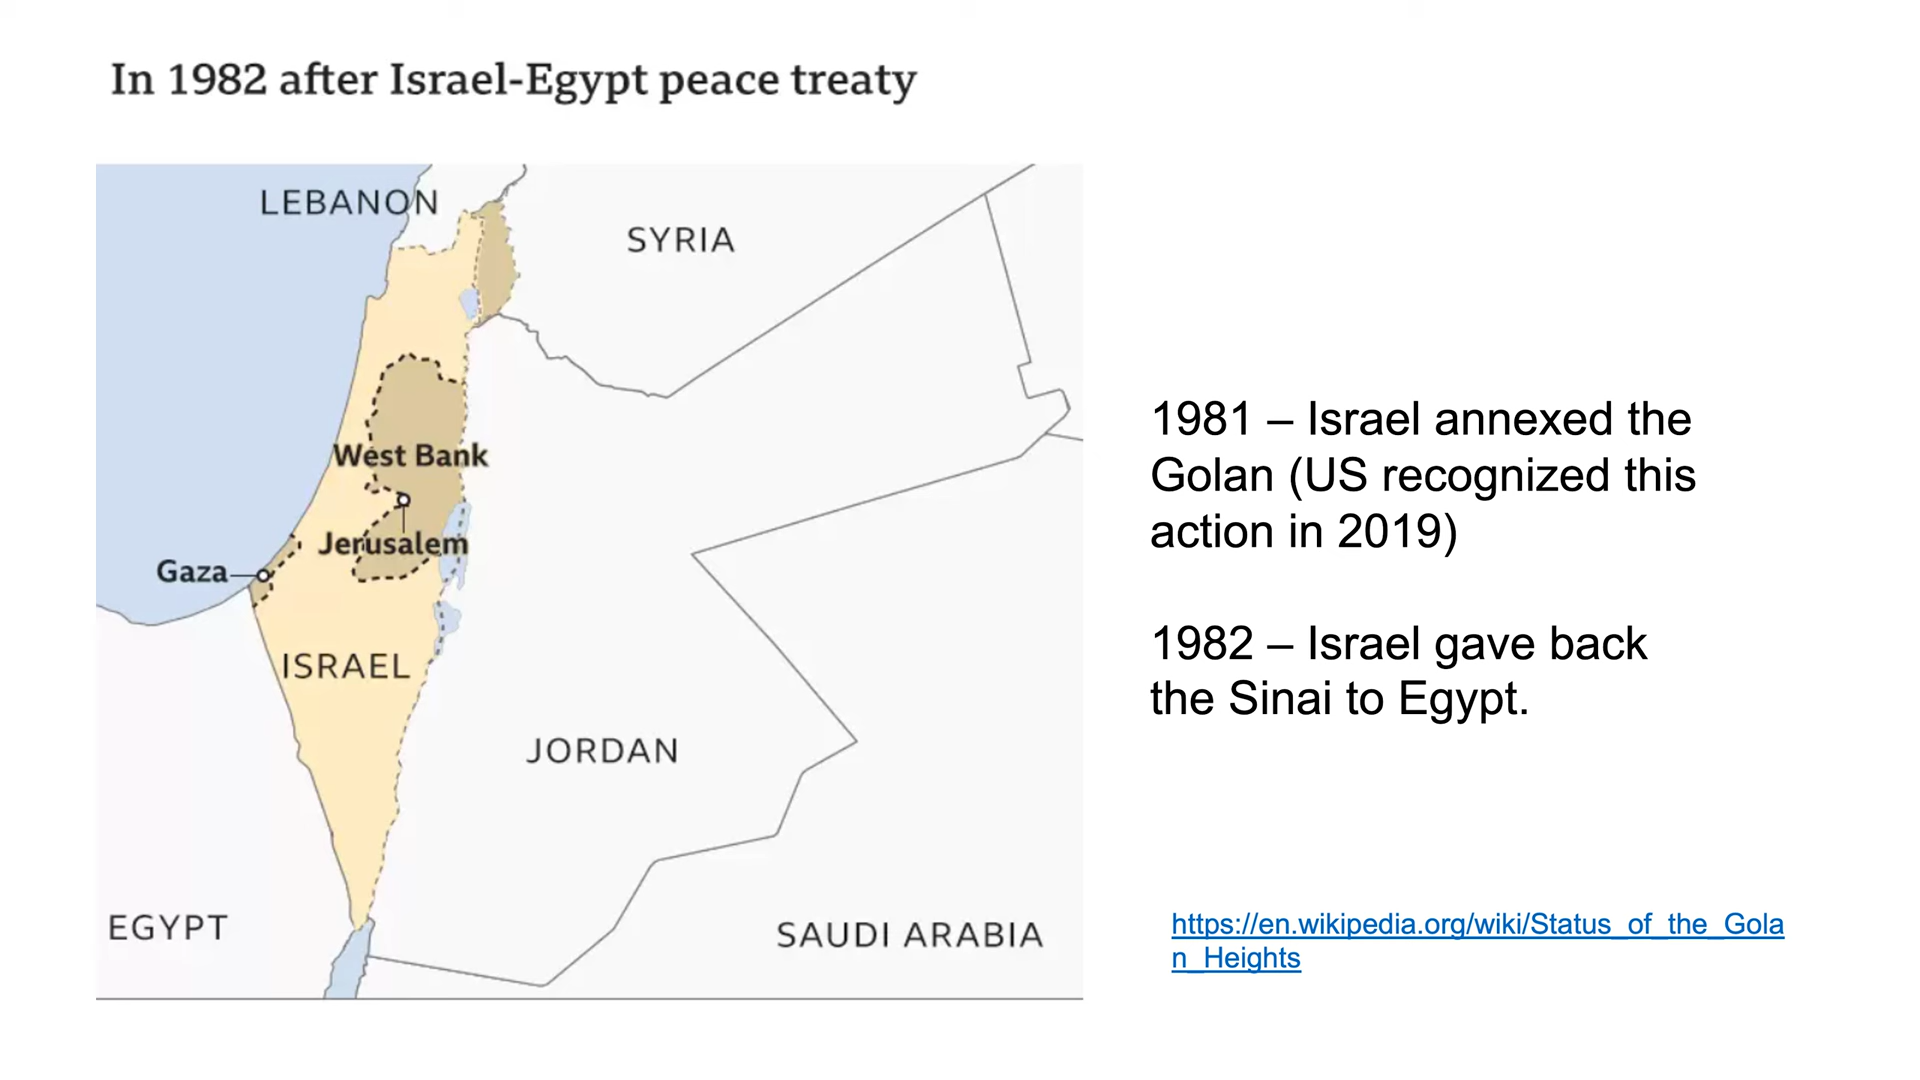 In 1982 after Israel-Egypt peace treaty
LEBANON
SYRIA
West Bank
Jerusalem
Gaza
ISRAEL
JORDAN
EGYPT
SAUDI ARABIA
1981 – Israel annexed the
Golan (US recognized this
action in 2019)
1982 – Israel gave back
the Sinai to Egypt.
https://en.wikipedia.org/wiki/Status_of_the_Gola
n_Heights